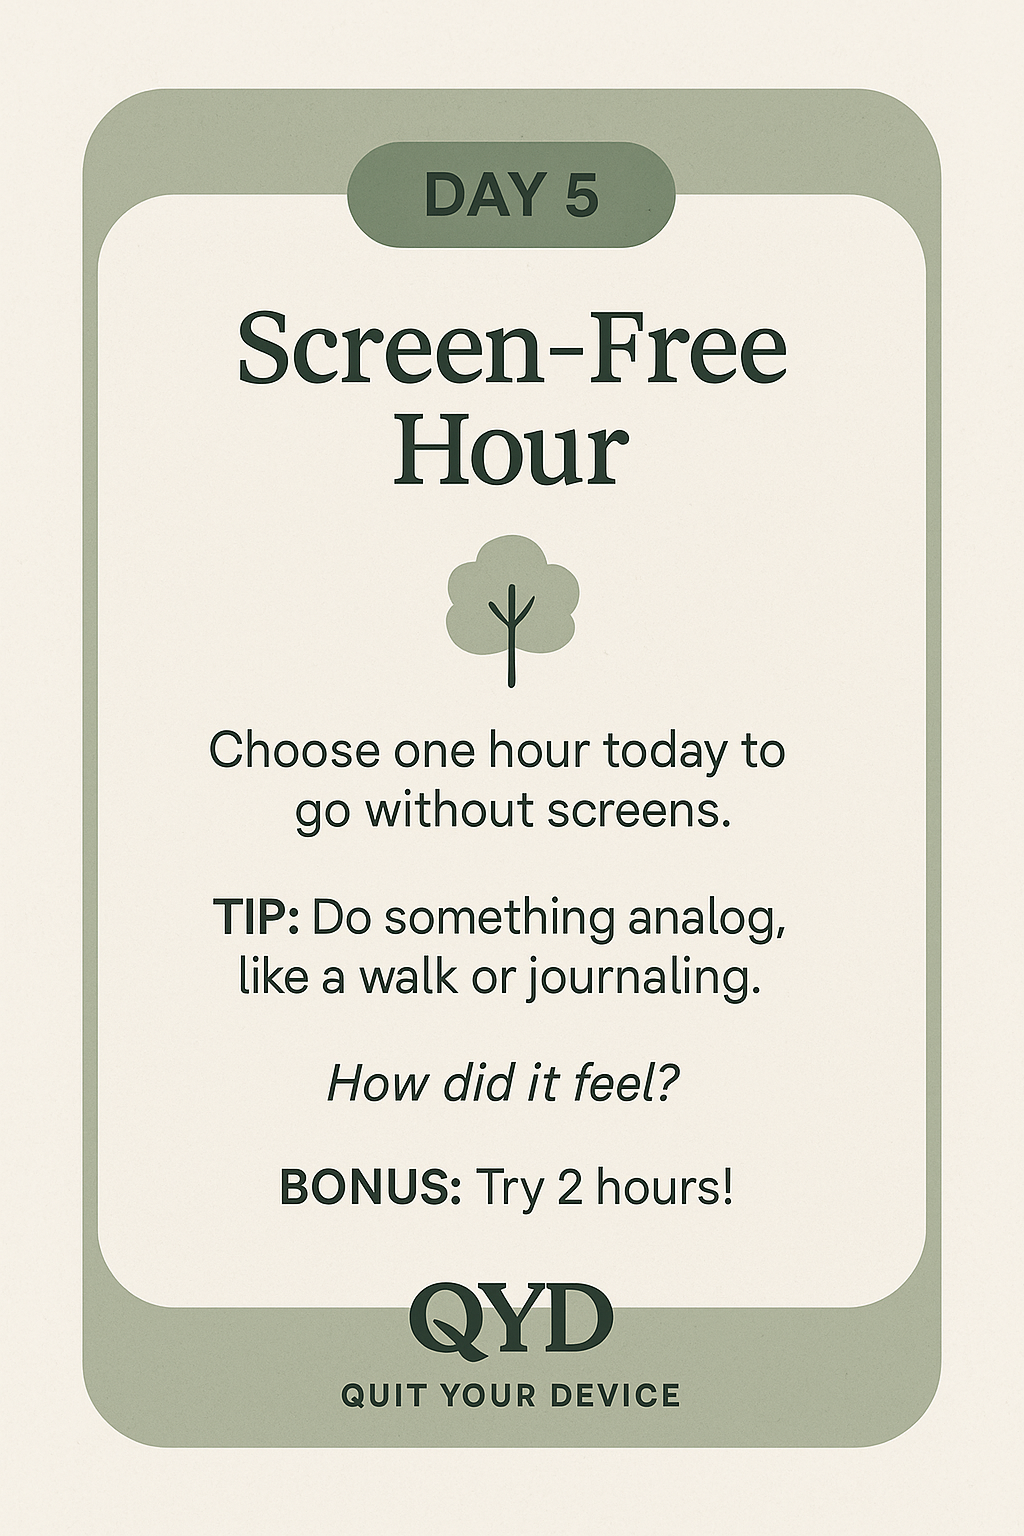 DAY 5
Screen-Free
Hour
Choose one hour today to
go without screens.
TIP: Do something analog,
like a walk or journaling.
How did it feel?
BONUS: Try 2 hours!
QYD
QUIT YOUR DEVICE